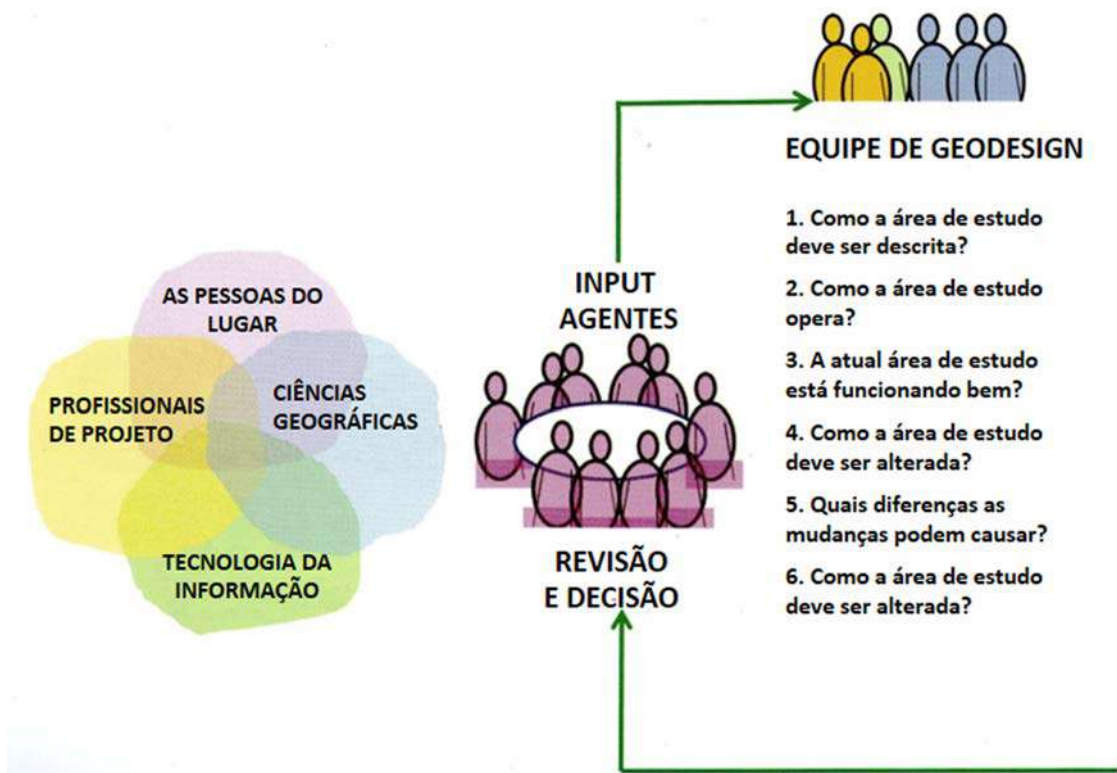 AS PESSOAS DO
LUGAR
PROFISSIONAIS
DE PROJETO
CIÊNCIAS
GEOGRÁFICAS
TECNOLOGIA DA
INFORMAÇÃO
INPUT
AGENTES
REVISÃO
E DECISÃO
EQUIPE DE GEODESIGN
1. Como a área de estudo
deve ser descrita?
2. Como a área de estudo
opera?
3. A atual área de estudo
está funcionando bem?
4. Como a área de estudo
deve ser alterada?
5. Quais diferenças as
mudanças podem causar?
6. Como a área de estudo
deve ser alterada?